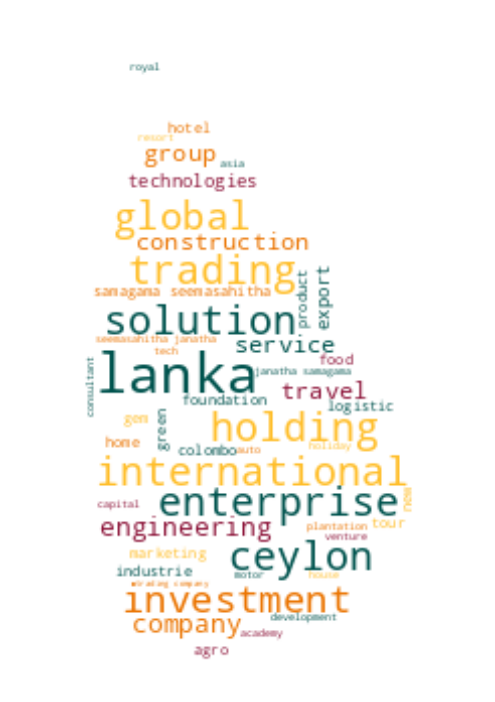 royal
hotel
resort
group
asia
technologies
global
construction
trading
samagama seemasahitha
product
export
solution
seemasahitha janatha
service
tech
food
lanka
janatha samagama
consultant
travel
foundation
logistic
gem
green
holding
home
holiday
colombo
auto
international
new
capital
enterprise
engineering
plantation
tour
venture
marketing
ceylon
industrie
motor
house
trading company
investment
development
company
academy
agro